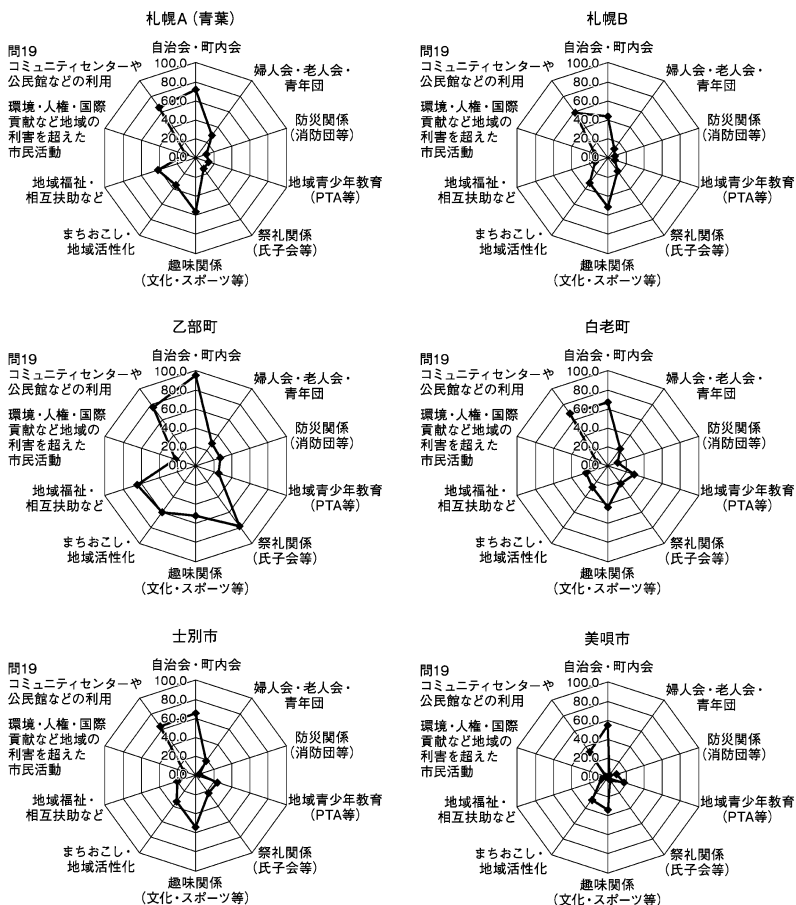 札幌A(青葉)
自治会・町内会
問19
コミュニティセンターや
公民館などの利用
婦人会・老人会・
青年団
環境・人権・国際
貢献など地域の
利害を超えた
市民活動
防災関係
(消防団等)
地域福祉・
相互扶助など
地域青少年教育
(PTA等)
まちおこし・
地域活性化
祭礼関係
(氏子会等)
趣味関係
(文化・スポーツ等)
100.0
80.0
60.0
40.0
20.0
0.0
札幌B
自治会・町内会
問19
コミュニティセンターや
公民館などの利用
婦人会・老人会・
青年団
環境・人権・国際
貢献など地域の
利害を超えた
市民活動
防災関係
(消防団等)
地域福祉・
相互扶助など
地域青少年教育
(PTA等)
まちおこし・
地域活性化
祭礼関係
(氏子会等)
趣味関係
(文化・スポーツ等)
100.0
80.0
60.0
40.0
20.0
0.0
乙部町
自治会・町内会
問19
コミュニティセンターや
公民館などの利用
婦人会・老人会・
青年団
環境・人権・国際
貢献など地域の
利害を超えた
市民活動
防災関係
(消防団等)
地域福祉・
相互扶助など
地域青少年教育
(PTA等)
まちおこし・
地域活性化
祭礼関係
(氏子会等)
趣味関係
(文化・スポーツ等)
100.0
80.0
60.0
40.0
20.0
0.0
白老町
自治会・町内会
問19
コミュニティセンターや
公民館などの利用
婦人会・老人会・
青年団
環境・人権・国際
貢献など地域の
利害を超えた
市民活動
防災関係
(消防団等)
地域福祉・
相互扶助など
地域青少年教育
(PTA等)
まちおこし・
地域活性化
祭礼関係
(氏子会等)
趣味関係
(文化・スポーツ等)
100.0
80.0
60.0
40.0
20.0
0.0
士別市
自治会・町内会
問19
コミュニティセンターや
公民館などの利用
婦人会・老人会・
青年団
環境・人権・国際
貢献など地域の
利害を超えた
市民活動
防災関係
(消防団等)
地域福祉・
相互扶助など
地域青少年教育
(PTA等)
まちおこし・
地域活性化
祭礼関係
(氏子会等)
趣味関係
(文化・スポーツ等)
100.0
80.0
60.0
40.0
20.0
0.0
美唄市
自治会・町内会
問19
コミュニティセンターや
公民館などの利用
婦人会・老人会・
青年団
環境・人権・国際
貢献など地域の
利害を超えた
市民活動
防災関係
(消防団等)
地域福祉・
相互扶助など
地域青少年教育
(PTA等)
まちおこし・
地域活性化
祭礼関係
(氏子会等)
趣味関係
(文化・スポーツ等)
100.0
80.0
60.0
40.0
20.0
0.0